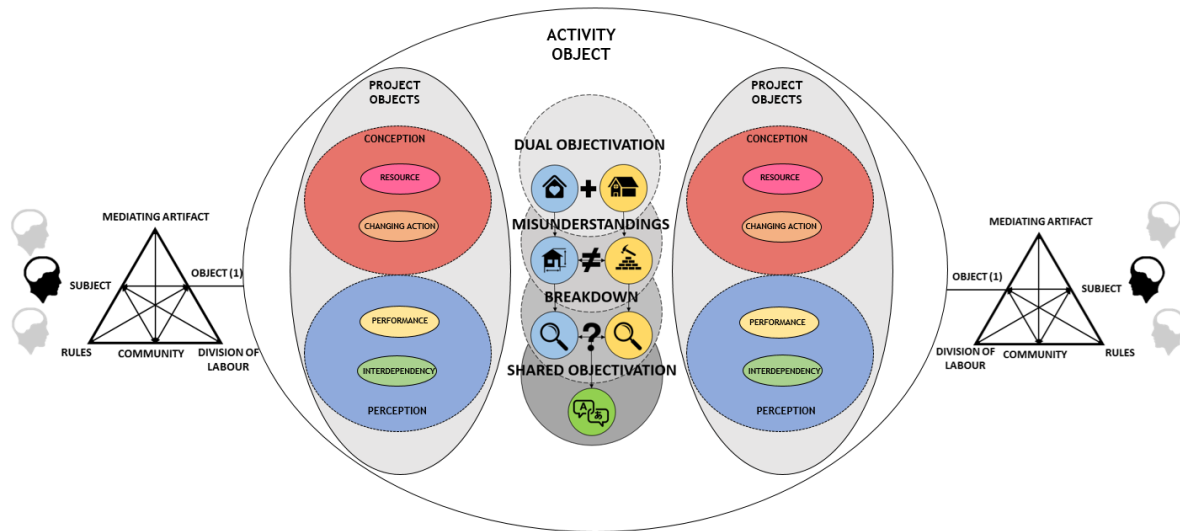 ACTIVITY
OBJECT
PROJECT
OBJECTS
CONCEPTION
RESOURCE
CHANGING ACTION
PERFORMANCE
INTERDEPENDENCY
PERCEPTION
DUAL OBJECTIVATION
+
MISUNDERSTANDINGS
≠
BREAKDOWN
?
SHARED OBJECTIVATION
A
あ
PROJECT
OBJECTS
CONCEPTION
RESOURCE
CHANGING ACTION
PERFORMANCE
INTERDEPENDENCY
PERCEPTION
MEDIATING ARTIFACT
OBJECT (1)
SUBJECT
RULES
COMMUNITY
DIVISION OF
LABOUR
MEDIATING ARTIFACT
OBJECT (1)
SUBJECT
DIVISION OF
LABOUR
COMMUNITY
RULES